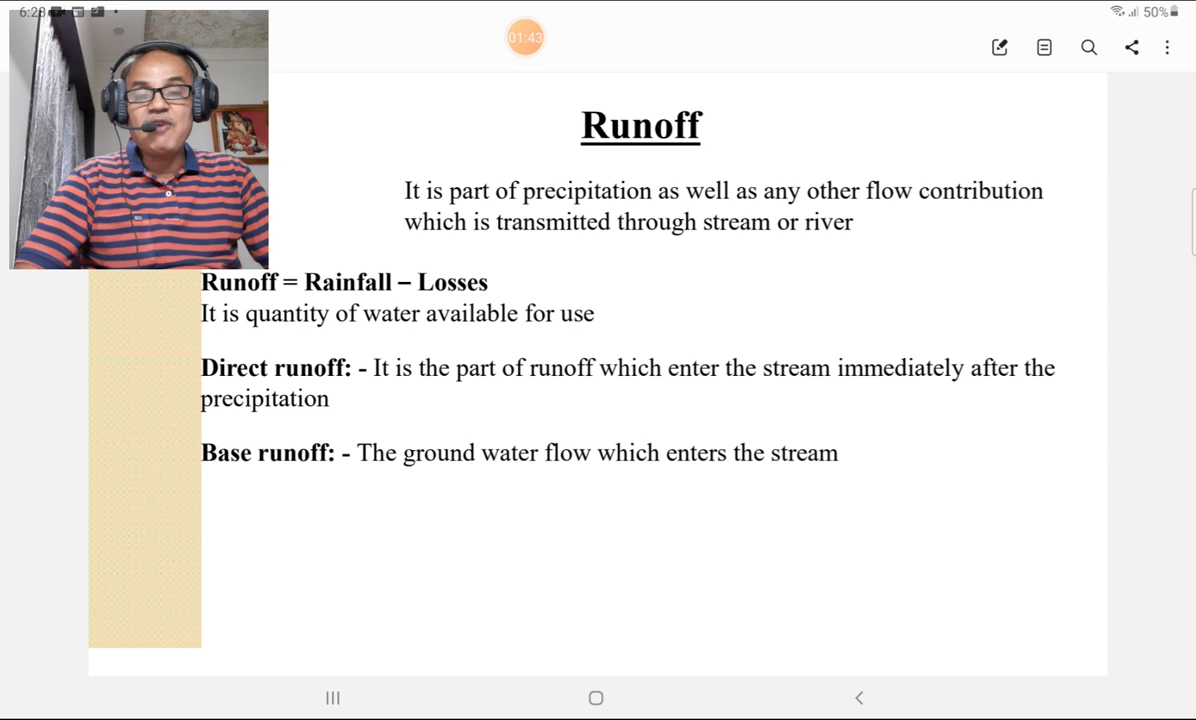 6:28
50%
01:43
Runoff
It is part of precipitation as well as any other flow contribution
which is transmitted through stream or river
Runoff = Rainfall – Losses
It is quantity of water available for use
Direct runoff: - It is the part of runoff which enter the stream immediately after the
precipitation
Base runoff: - The ground water flow which enters the stream